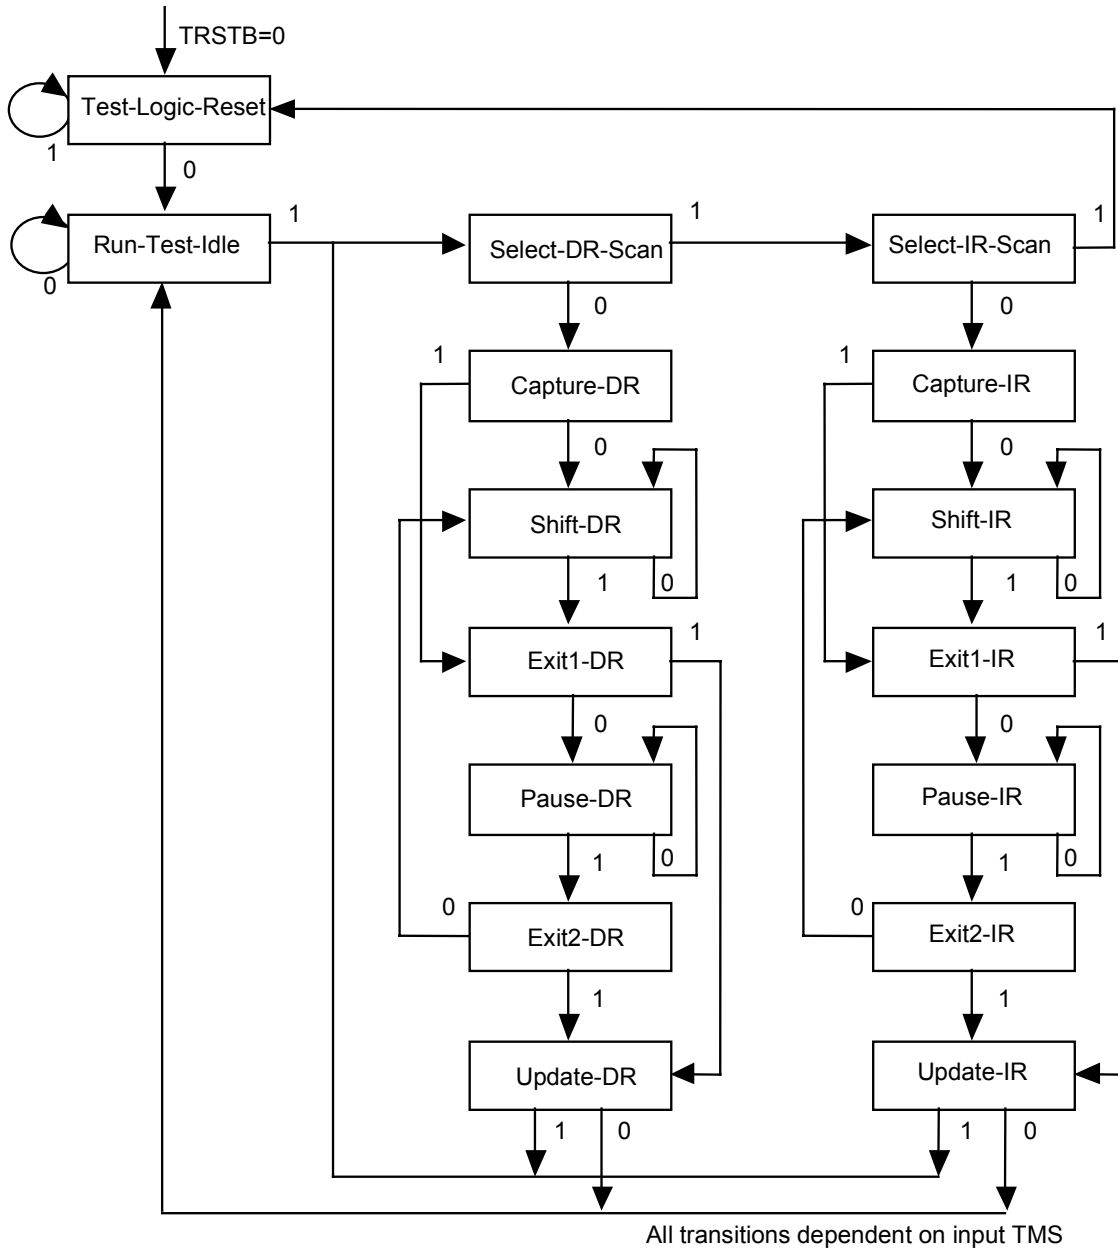 TRSTB=0
Test-Logic-Reset
1
0
Run-Test-Idle
0
1
Select-DR-Scan
1
Select-IR-Scan
1
0
0
1
Capture-DR
1
Capture-IR
0
0
Shift-DR
Shift-IR
1
0
1
0
Exit1-DR
1
Exit1-IR
1
0
0
Pause-DR
Pause-IR
1
0
1
0
0
Exit2-DR
0
Exit2-IR
1
1
Update-DR
Update-IR
1
0
1
0
All transitions dependent on input TMS